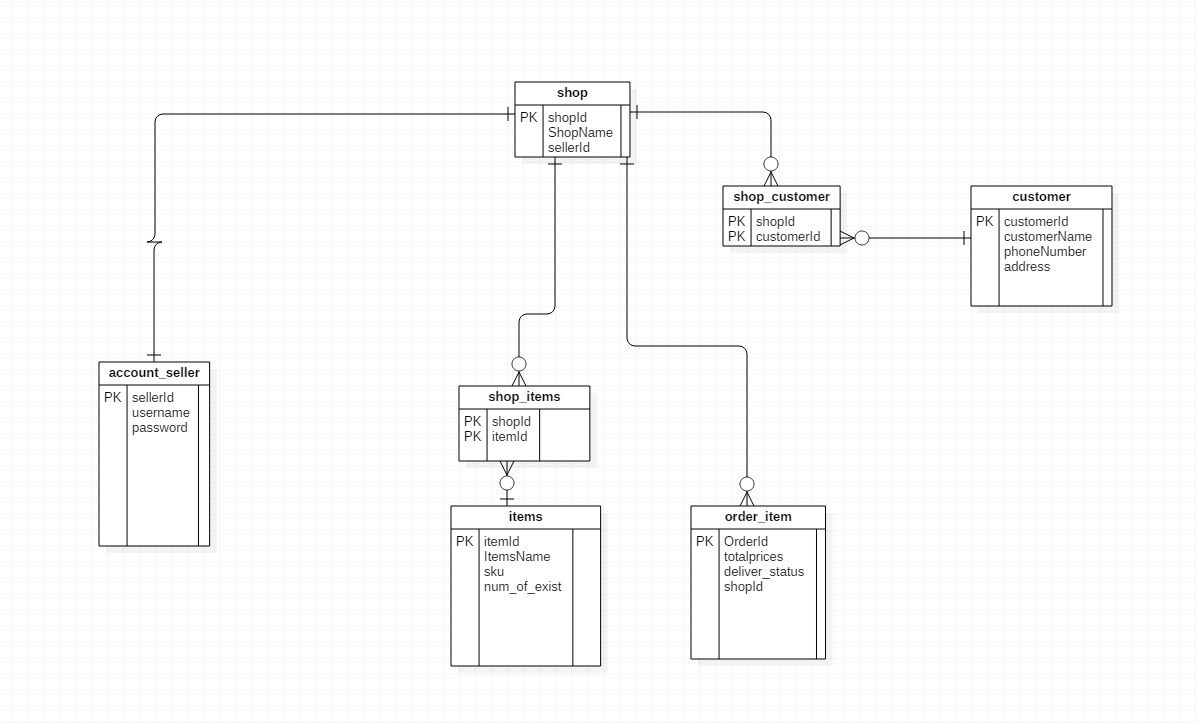 shop
PK shopId
ShopName
sellerId
shop_customer
PK shopId
PK customerId
customer
PK customerId
customerName
phoneNumber
address
account_seller
PK sellerId
username
password
shop_items
PK shopId
PK itemId
items
PK itemId
ItemsName
sku
num_of_exist
order_item
PK OrderId
totalprices
deliver_status
shopId